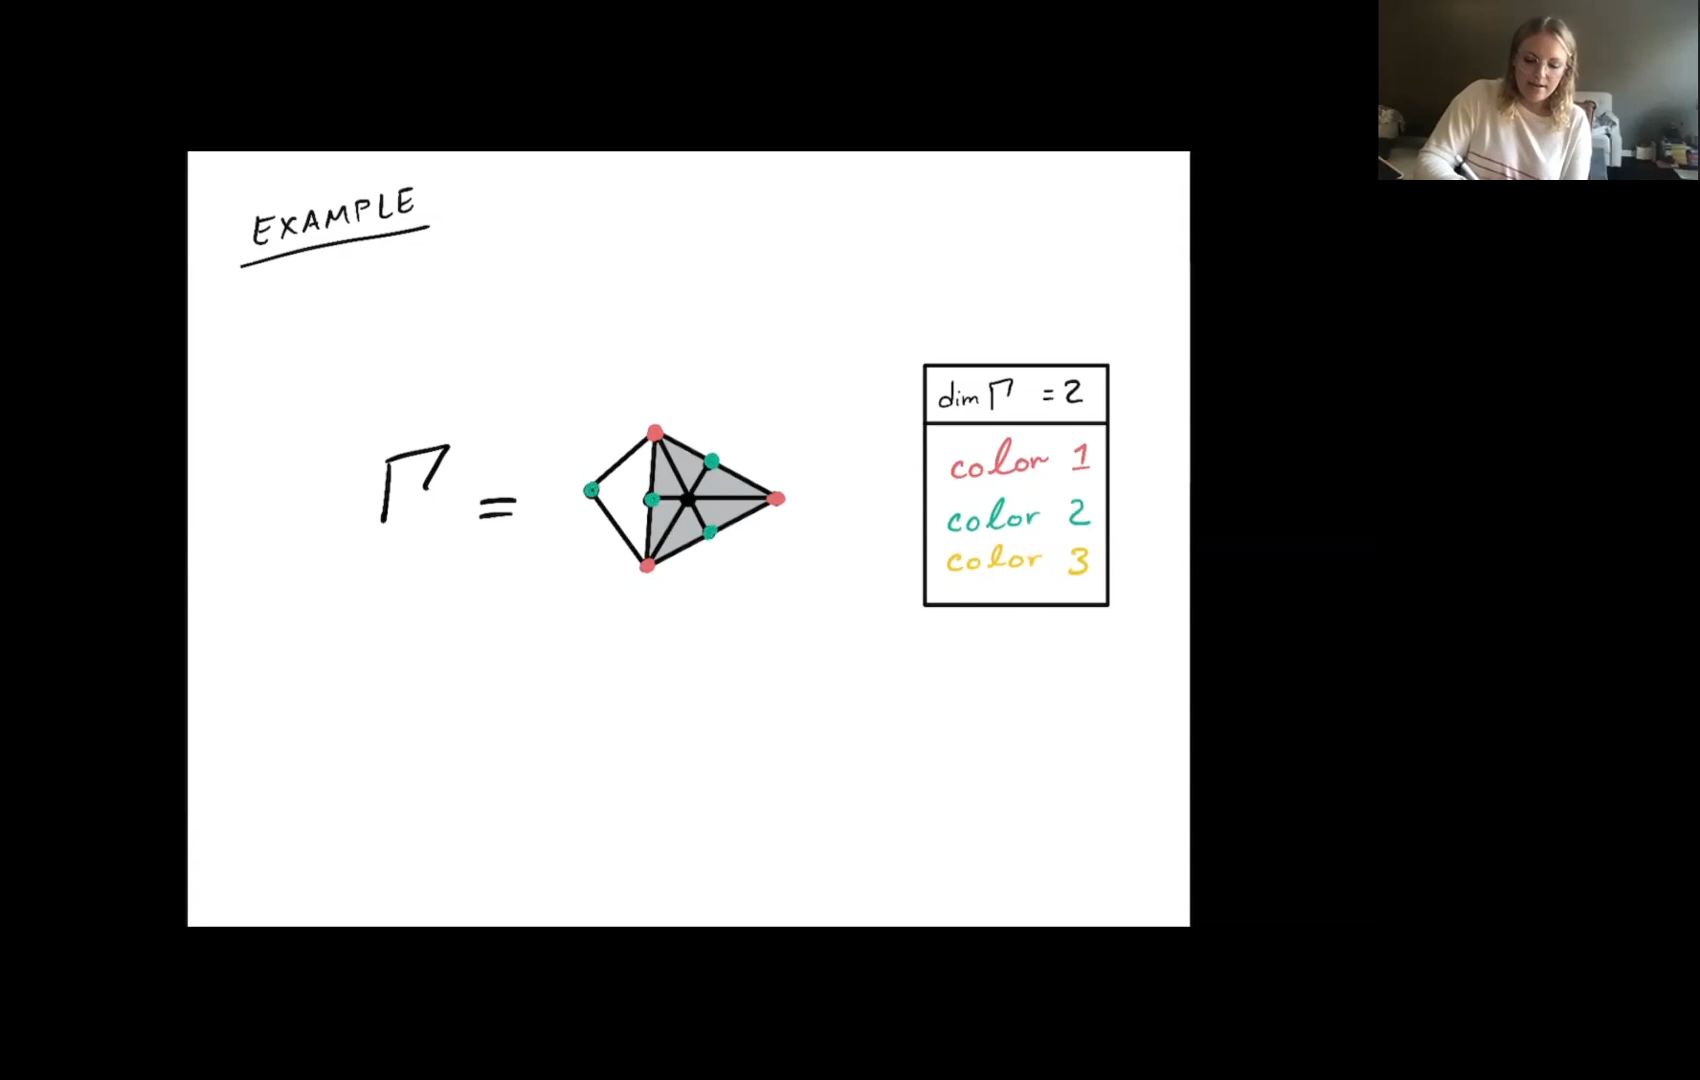 EXAMPLE
Γ =
dim Γ = 2
color 1
color 2
color 3